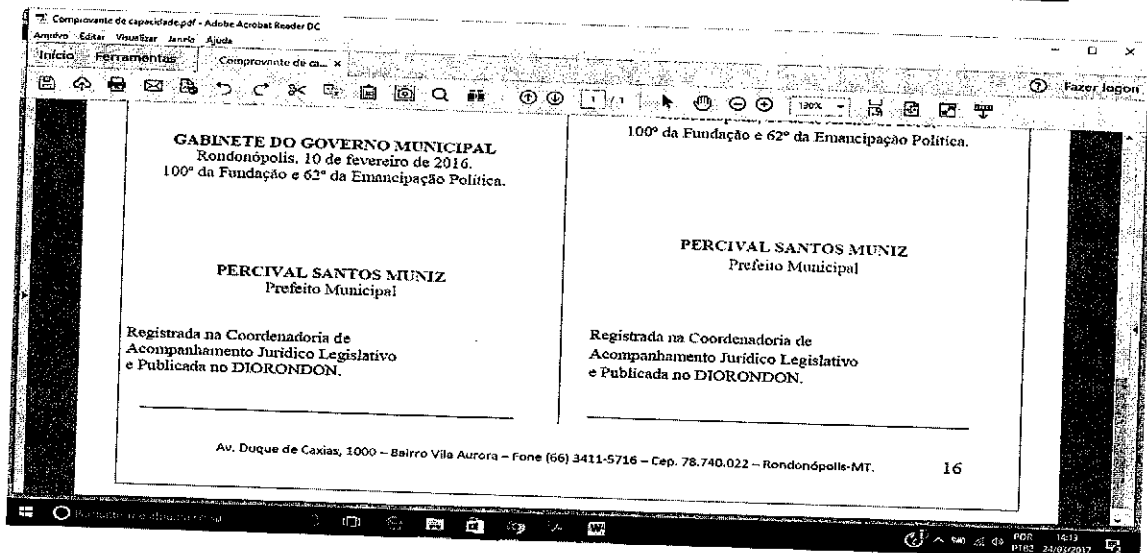 Comprovante de capacidade.pdf - Adobe Acrobat Reader DC
Arquivo Editar Visualizar Janela Ajuda
Início Ferramentas Comprovante de ca... ×
1 / 1 130% Fazer logon
GABINETE DO GOVERNO MUNICIPAL
Rondonópolis, 10 de fevereiro de 2016.
100º da Fundação e 62º da Emancipação Política.
PERCIVAL SANTOS MUNIZ
Prefeito Municipal
Registrada na Coordenadoria de
Acompanhamento Jurídico Legislativo
e Publicada no DIORONDON.
100º da Fundação e 62º da Emancipação Política.
PERCIVAL SANTOS MUNIZ
Prefeito Municipal
Registrada na Coordenadoria de
Acompanhamento Jurídico Legislativo
e Publicada no DIORONDON.
Av. Duque de Caxias, 1000 – Bairro Vila Aurora – Fone (66) 3411-5716 – Cep. 78.740.022 – Rondonópolis-MT.
16
POR 14:13
PTB2 24/03/2017